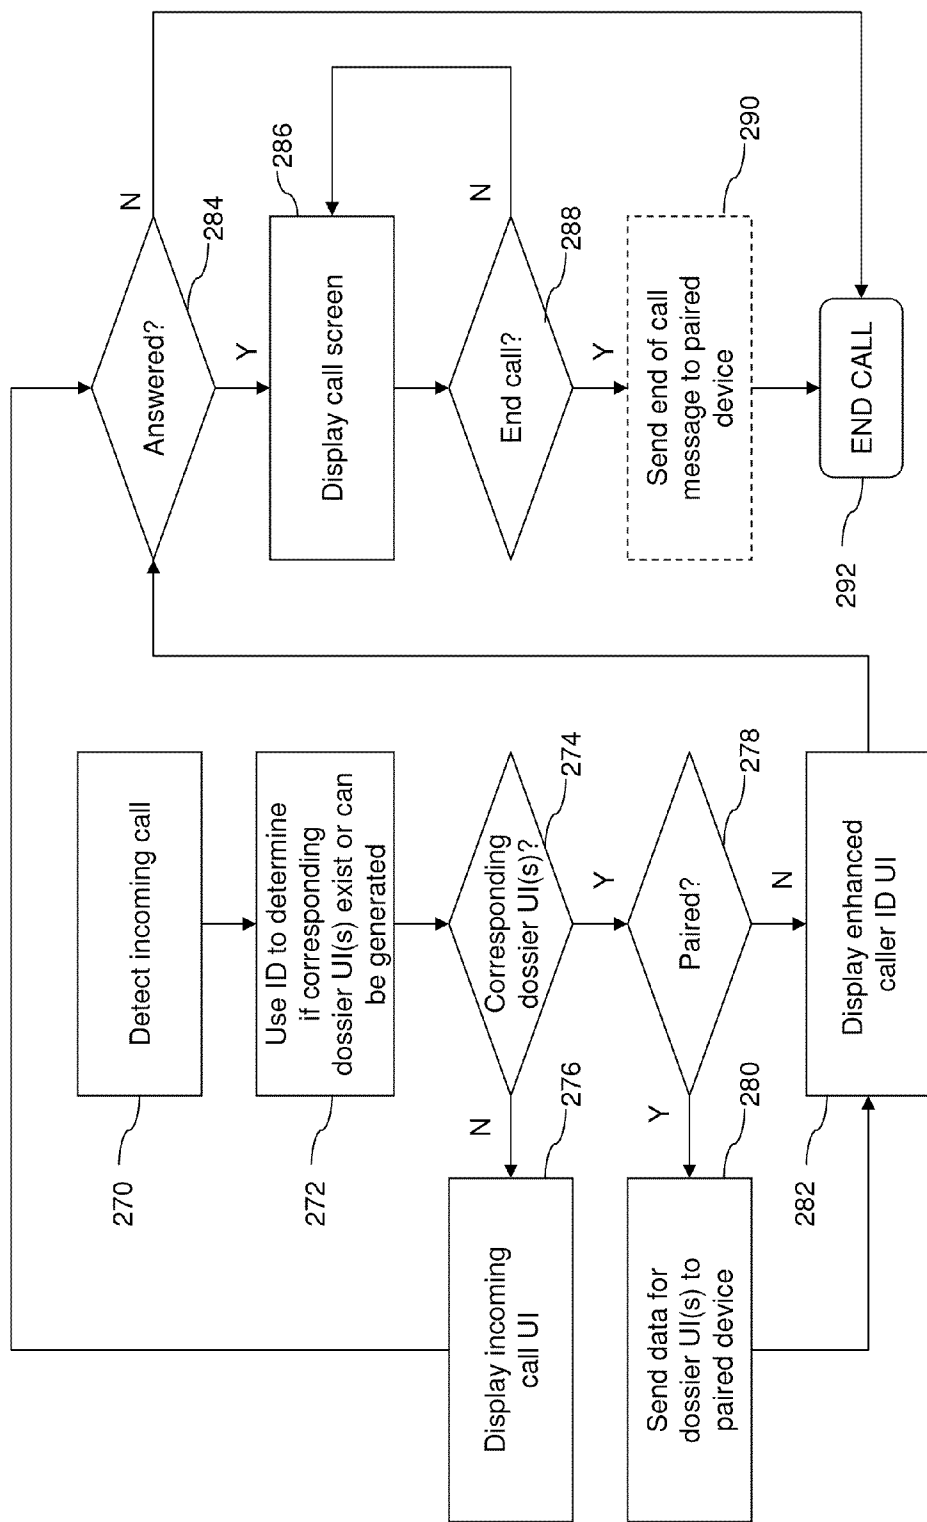 Detect incoming call
270
Use ID to determine
if corresponding
dossier UI(s) exist or can
be generated
272
Corresponding
dossier UI(s)?
274
N
Y
Display incoming
call UI
276
Paired?
278
Y
N
Send data for
dossier UI(s) to
paired device
280
Display enhanced
caller ID UI
282
Answered?
284
N
Y
Display call screen
286
End call?
288
N
Y
Send end of call
message to paired
device
290
END CALL
292